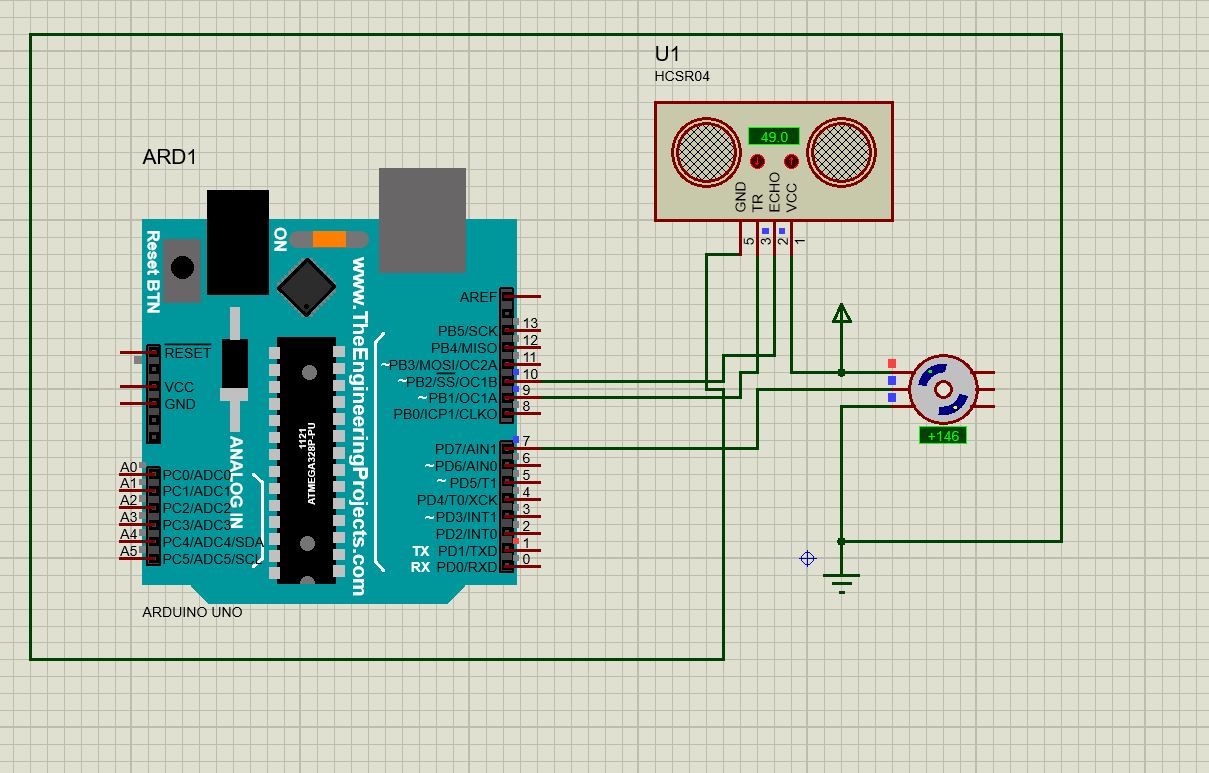 U1
HCSR04
49.0
GND
TR
ECHO
VCC
5
3
2
1
ARD1
Reset BTN
ON
www.TheEngineeringProjects.com
RESET
VCC
GND
ANALOG IN
A0 PC0/ADC0
A1 PC1/ADC1
A2 PC2/ADC2
A3 PC3/ADC3
A4 PC4/ADC4/SDA
A5 PC5/ADC5/SCL
1121
ATMEGA328P-PU
AREF
PB5/SCK 13
PB4/MISO 12
~PB3/MOSI/OC2A 11
~PB2/SS/OC1B 10
~PB1/OC1A 9
PB0/ICP1/CLKO 8
PD7/AIN1 7
~PD6/AIN0 6
~PD5/T1 5
PD4/T0/XCK 4
~PD3/INT1 3
PD2/INT0 2
TX PD1/TXD 1
RX PD0/RXD 0
ARDUINO UNO
+146